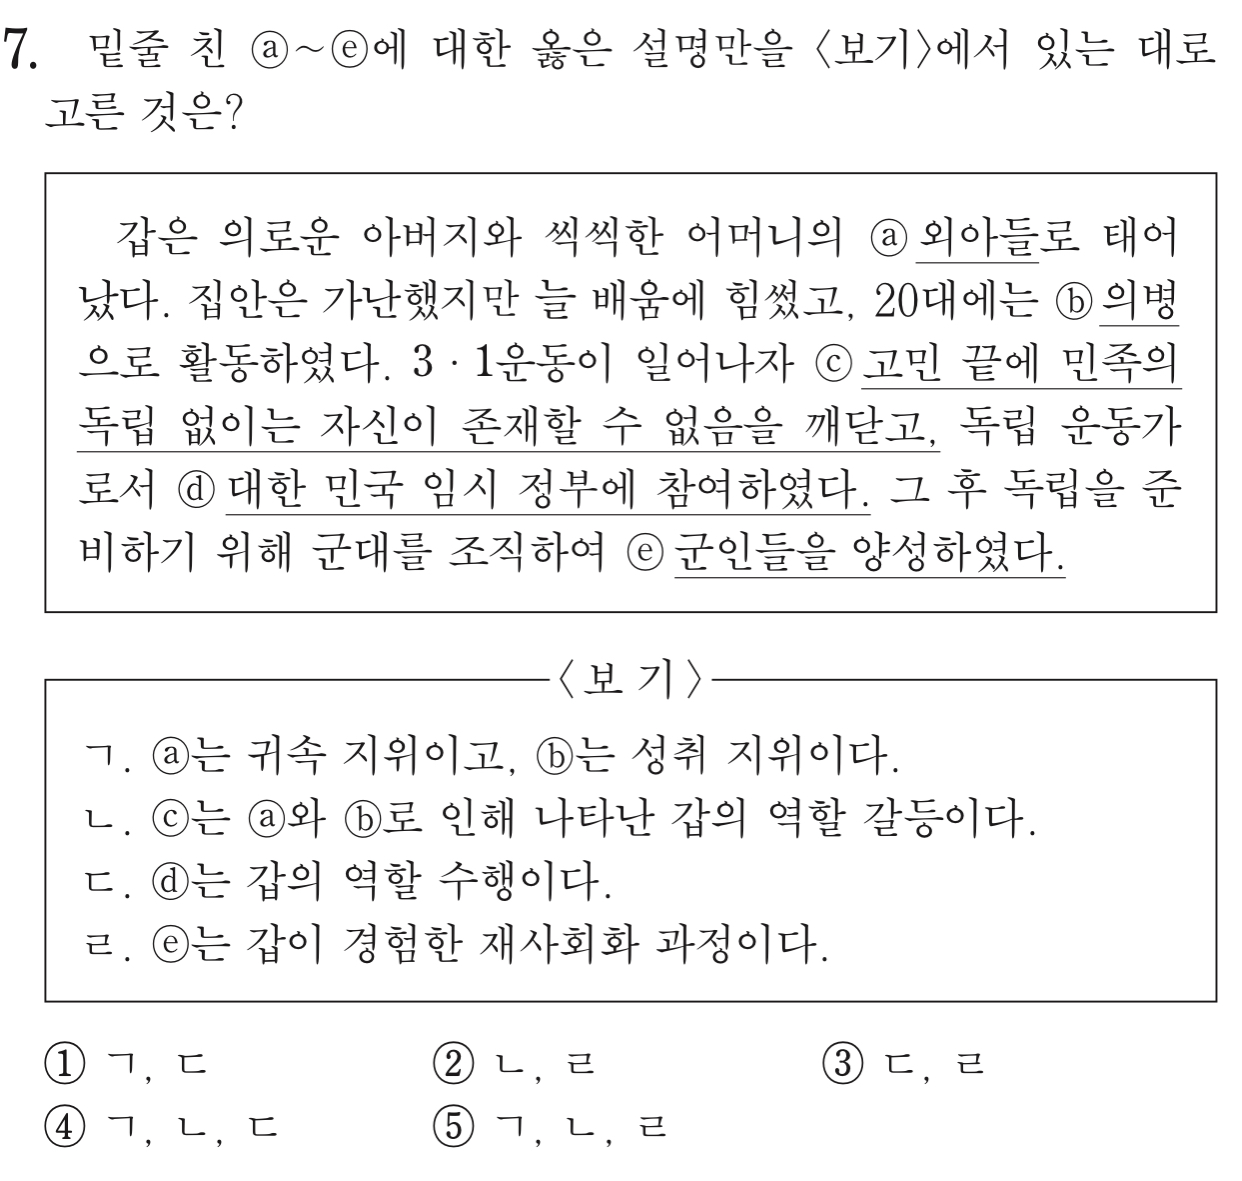 7. 밑줄 친 ⓐ～ⓔ에 대한 옳은 설명만을 〈보기〉에서 있는 대로
고른 것은?
갑은 의로운 아버지와 씩씩한 어머니의 ⓐ외아들로 태어
났다. 집안은 가난했지만 늘 배움에 힘썼고, 20대에는 ⓑ의병
으로 활동하였다. 3ㆍ1운동이 일어나자 ⓒ고민 끝에 민족의
독립 없이는 자신이 존재할 수 없음을 깨닫고, 독립 운동가
로서 ⓓ대한 민국 임시 정부에 참여하였다. 그 후 독립을 준
비하기 위해 군대를 조직하여 ⓔ군인들을 양성하였다.
〈보기〉
ㄱ. ⓐ는 귀속 지위이고, ⓑ는 성취 지위이다.
ㄴ. ⓒ는 ⓐ와 ⓑ로 인해 나타난 갑의 역할 갈등이다.
ㄷ. ⓓ는 갑의 역할 수행이다.
ㄹ. ⓔ는 갑이 경험한 재사회화 과정이다.
① ㄱ, ㄷ ② ㄴ, ㄹ ③ ㄷ, ㄹ
④ ㄱ, ㄴ, ㄷ ⑤ ㄱ, ㄴ, ㄹ